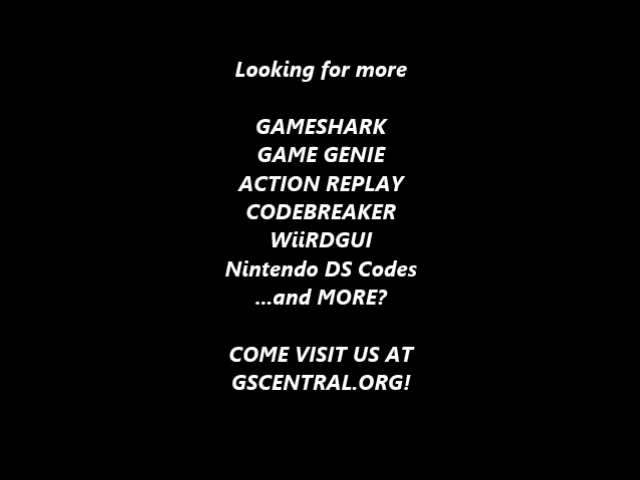 Looking for more
GAMESHARK
GAME GENIE
ACTION REPLAY
CODEBREAKER
WiiRDGUI
Nintendo DS Codes
...and MORE?
COME VISIT US AT
GSCENTRAL.ORG!